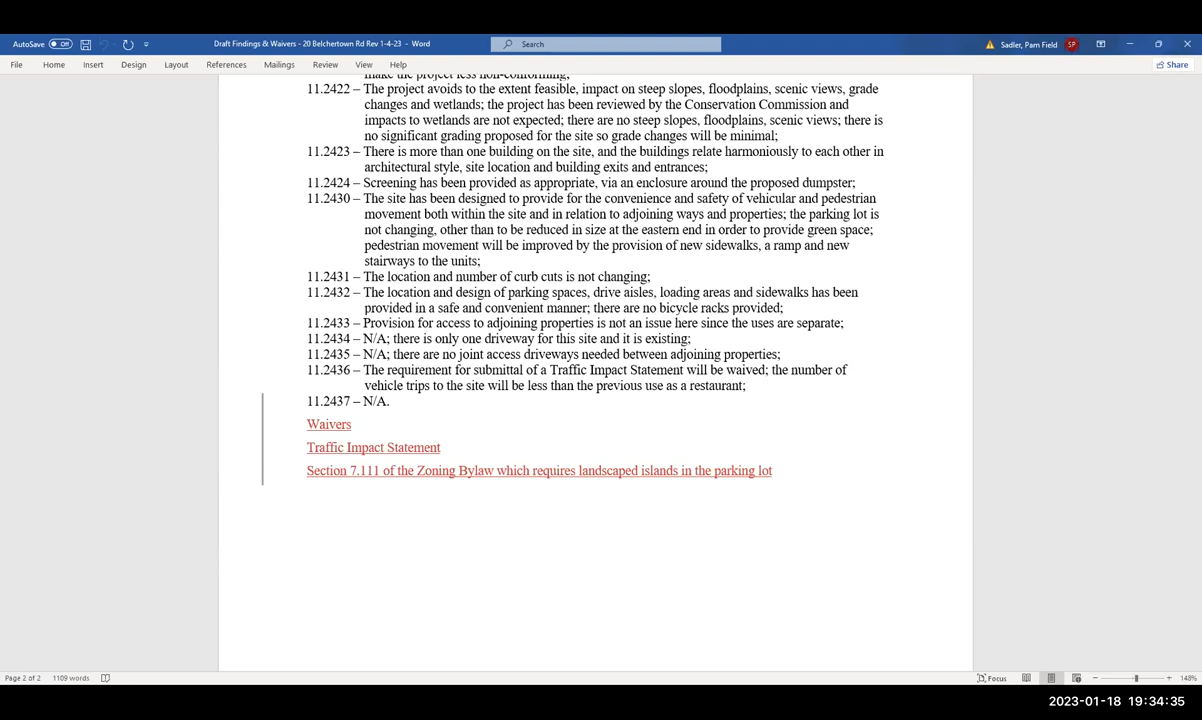 AutoSave Off Draft Findings & Waivers - 20 Belchertown Rd Rev 1-4-23 - Word Search Sadler, Pam Field SP
File Home Insert Design Layout References Mailings Review View Help Share
make the project less non-conforming;
11.2422 – The project avoids to the extent feasible, impact on steep slopes, floodplains, scenic views, grade
changes and wetlands; the project has been reviewed by the Conservation Commission and
impacts to wetlands are not expected; there are no steep slopes, floodplains, scenic views; there is
no significant grading proposed for the site so grade changes will be minimal;
11.2423 – There is more than one building on the site, and the buildings relate harmoniously to each other in
architectural style, site location and building exits and entrances;
11.2424 – Screening has been provided as appropriate, via an enclosure around the proposed dumpster;
11.2430 – The site has been designed to provide for the convenience and safety of vehicular and pedestrian
movement both within the site and in relation to adjoining ways and properties; the parking lot is
not changing, other than to be reduced in size at the eastern end in order to provide green space;
pedestrian movement will be improved by the provision of new sidewalks, a ramp and new
stairways to the units;
11.2431 – The location and number of curb cuts is not changing;
11.2432 – The location and design of parking spaces, drive aisles, loading areas and sidewalks has been
provided in a safe and convenient manner; there are no bicycle racks provided;
11.2433 – Provision for access to adjoining properties is not an issue here since the uses are separate;
11.2434 – N/A; there is only one driveway for this site and it is existing;
11.2435 – N/A; there are no joint access driveways needed between adjoining properties;
11.2436 – The requirement for submittal of a Traffic Impact Statement will be waived; the number of
vehicle trips to the site will be less than the previous use as a restaurant;
11.2437 – N/A.
Waivers
Traffic Impact Statement
Section 7.111 of the Zoning Bylaw which requires landscaped islands in the parking lot
Page 2 of 2 1109 words Focus 148%
2023-01-18 19:34:35